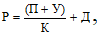 Р = (П + У) / К + Д,